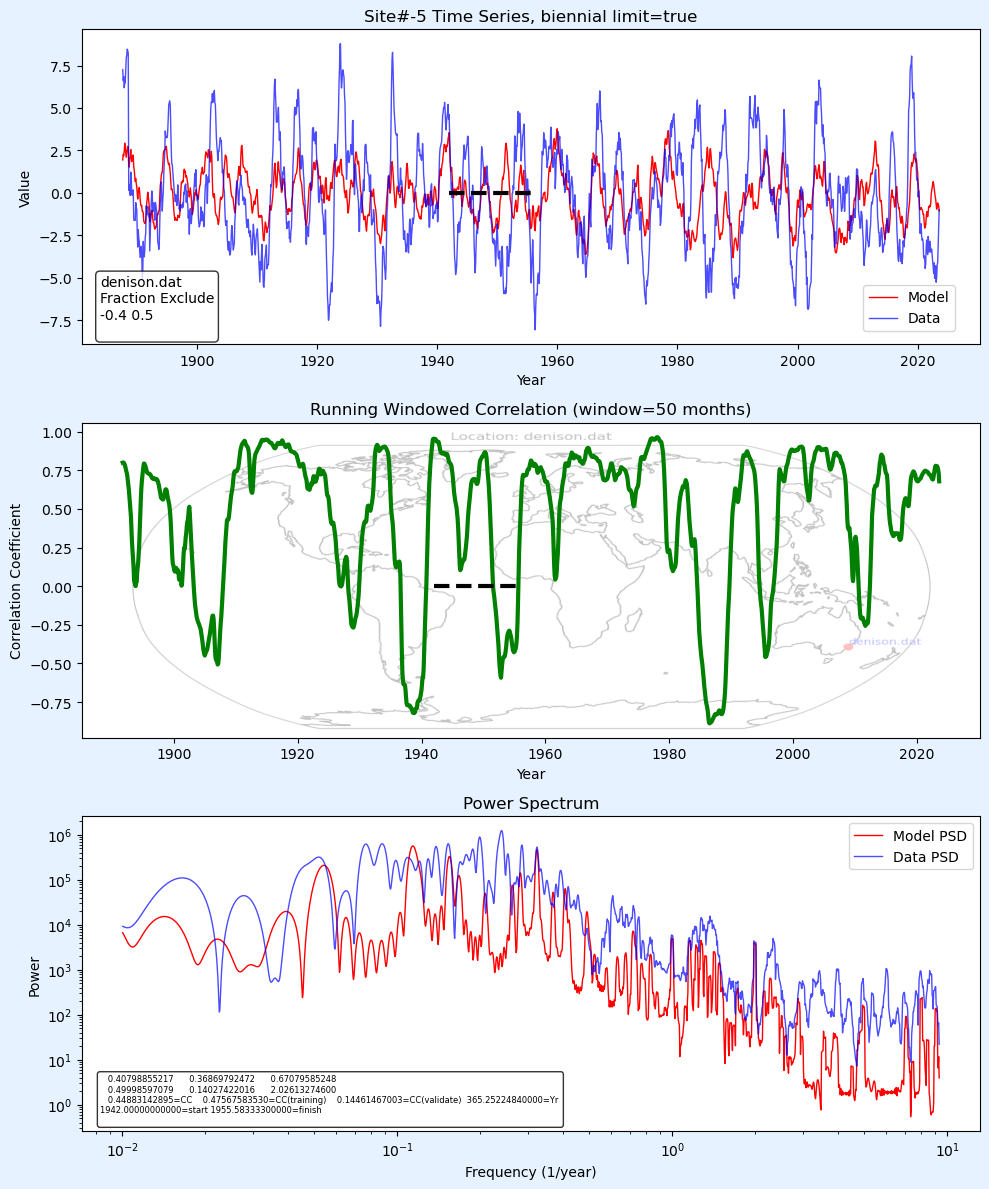 Site#-5 Time Series, biennial limit=true
Value
7.5
5.0
2.5
0.0
−2.5
−5.0
−7.5
denison.dat
Fraction Exclude
-0.4 0.5
Model
Data
1900 1920 1940 1960 1980 2000 2020
Year
Running Windowed Correlation (window=50 months)
Correlation Coefficient
1.00
0.75
0.50
0.25
0.00
−0.25
−0.50
−0.75
Location: denison.dat
denison.dat
1900 1920 1940 1960 1980 2000 2020
Year
Power Spectrum
Power
10^6
10^5
10^4
10^3
10^2
10^1
10^0
Model PSD
Data PSD
0.40798855217 0.36869792472 0.67079585248
0.49998597079 0.14027422016 2.02613274600
0.44883142895=CC 0.47567583530=CC(training) 0.14461467003=CC(validate) 365.25224840000=Yr
1942.00000000000=start 1955.58333300000=finish
10^−2 10^−1 10^0 10^1
Frequency (1/year)